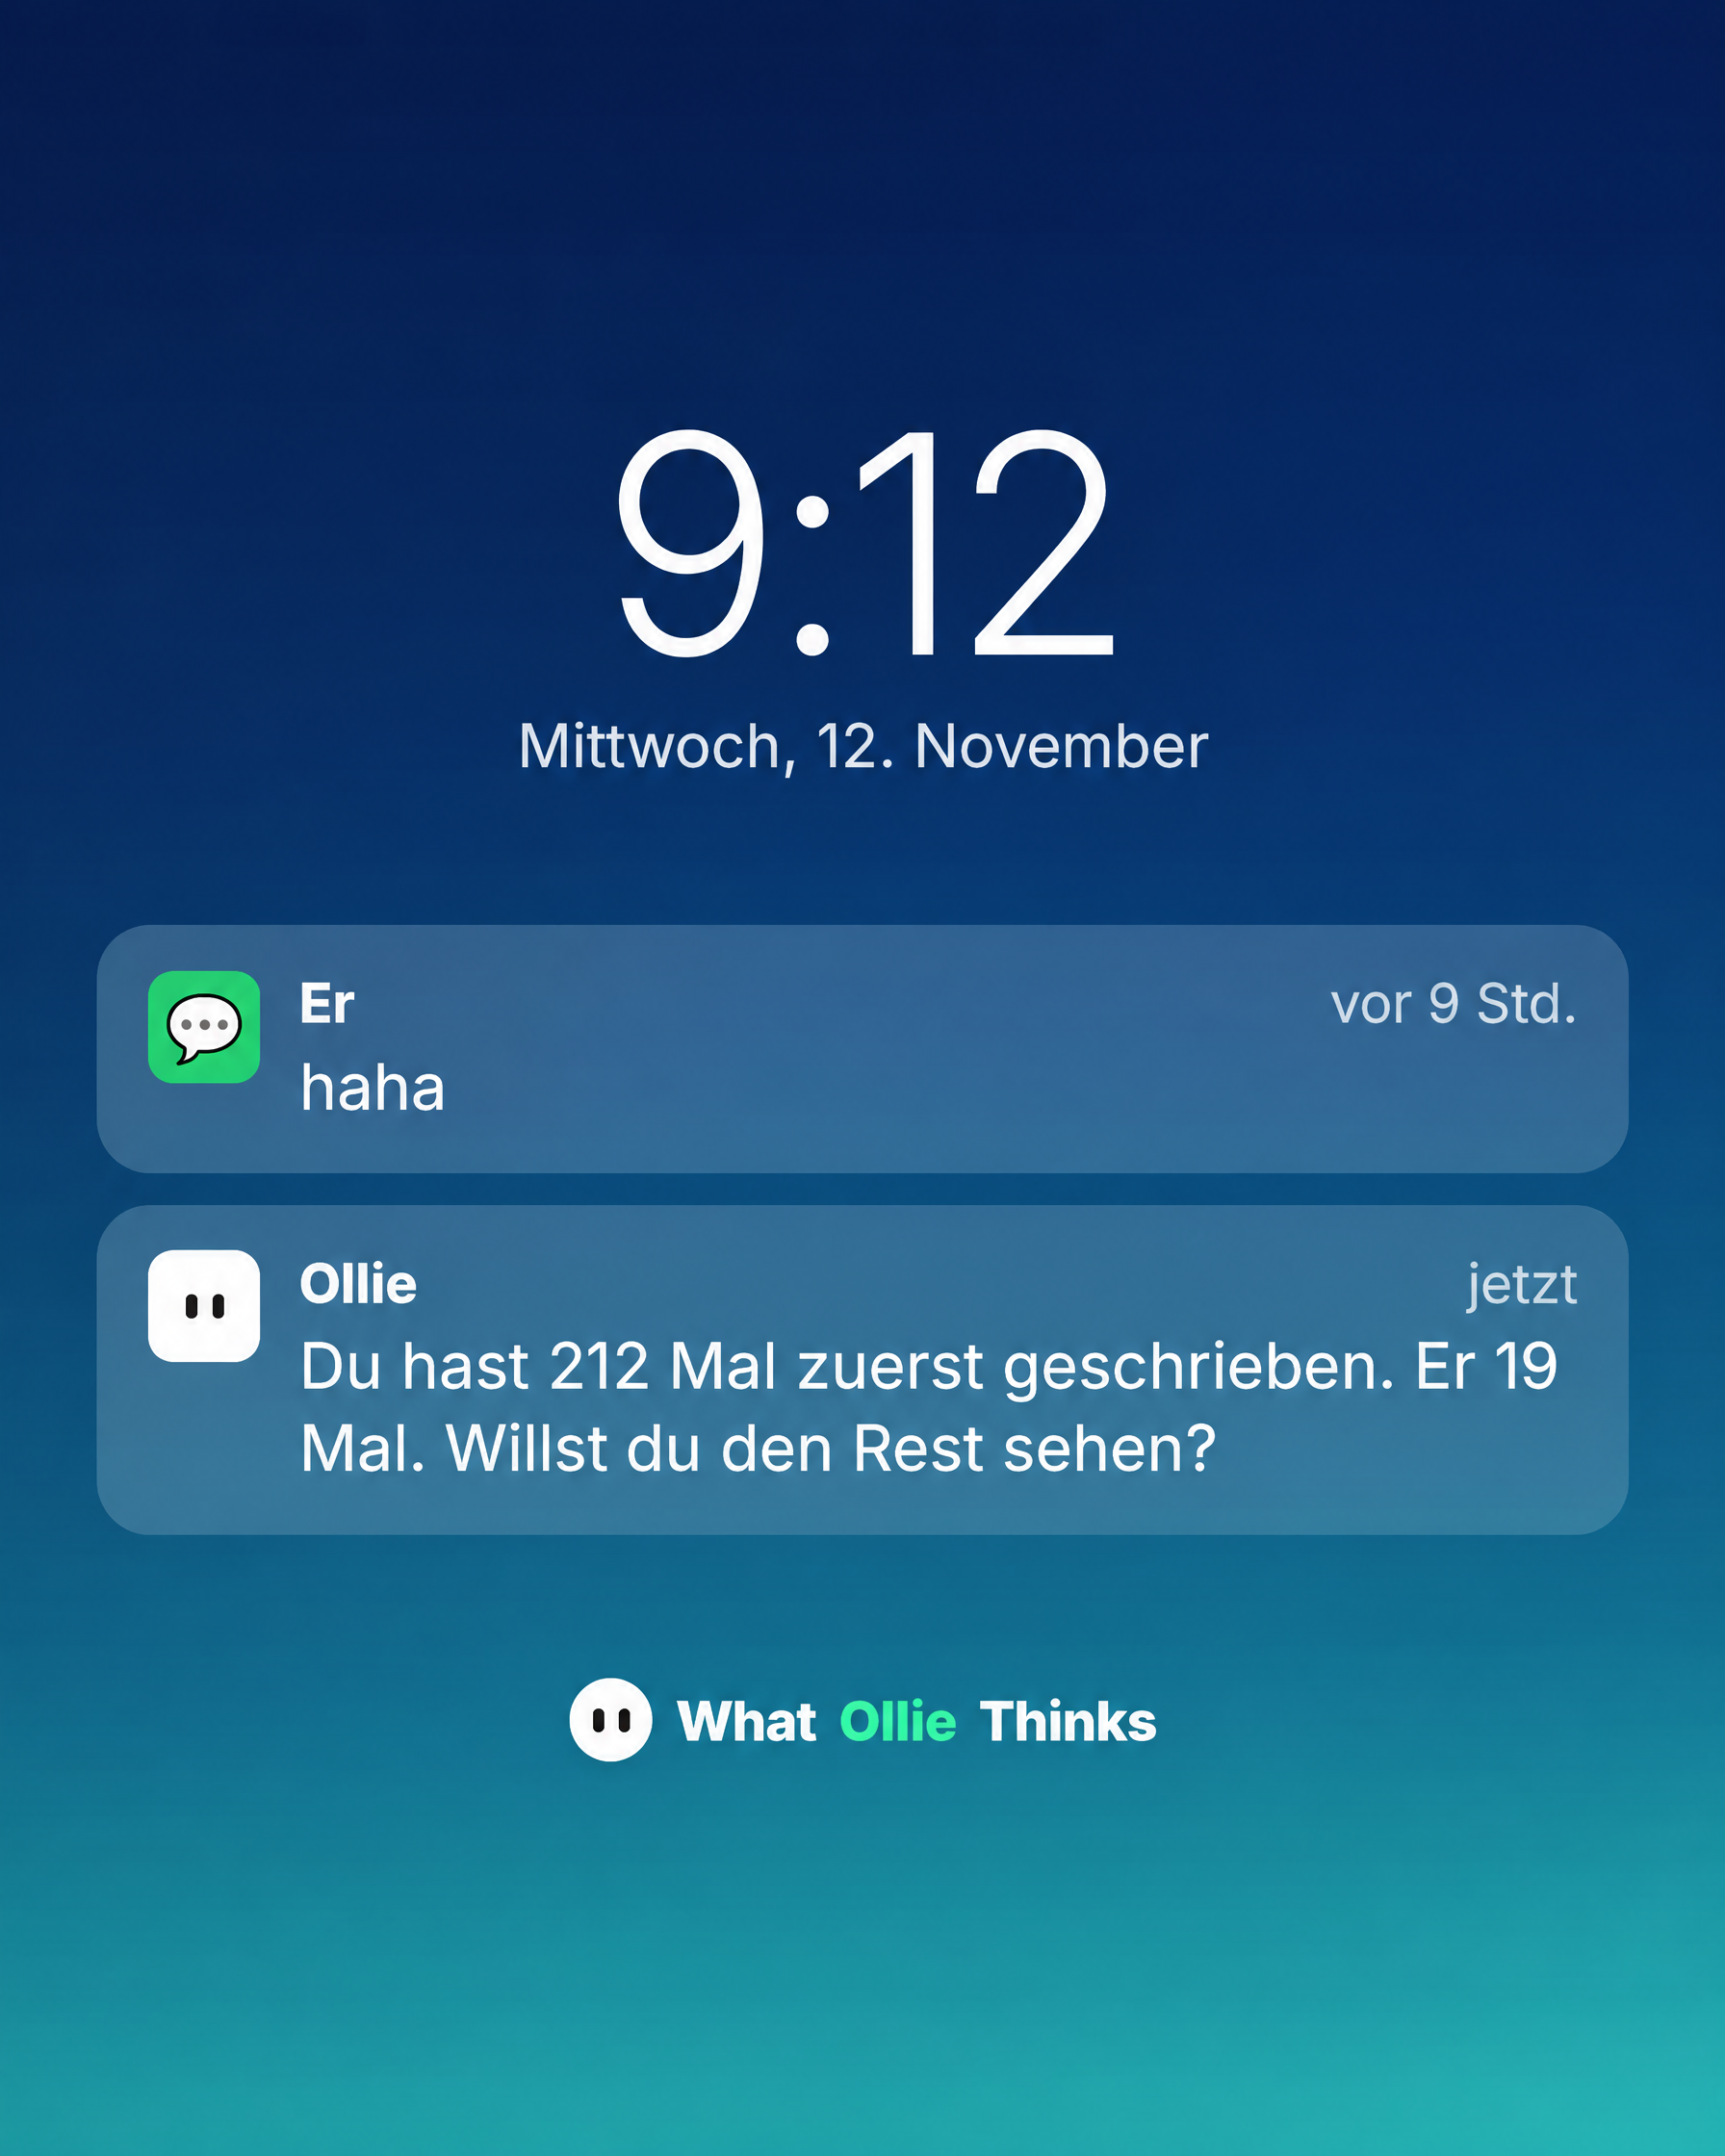 9:12
Mittwoch, 12. November
Er
vor 9 Std.
haha
Ollie
jetzt
Du hast 212 Mal zuerst geschrieben. Er 19
Mal. Willst du den Rest sehen?
What Ollie Thinks